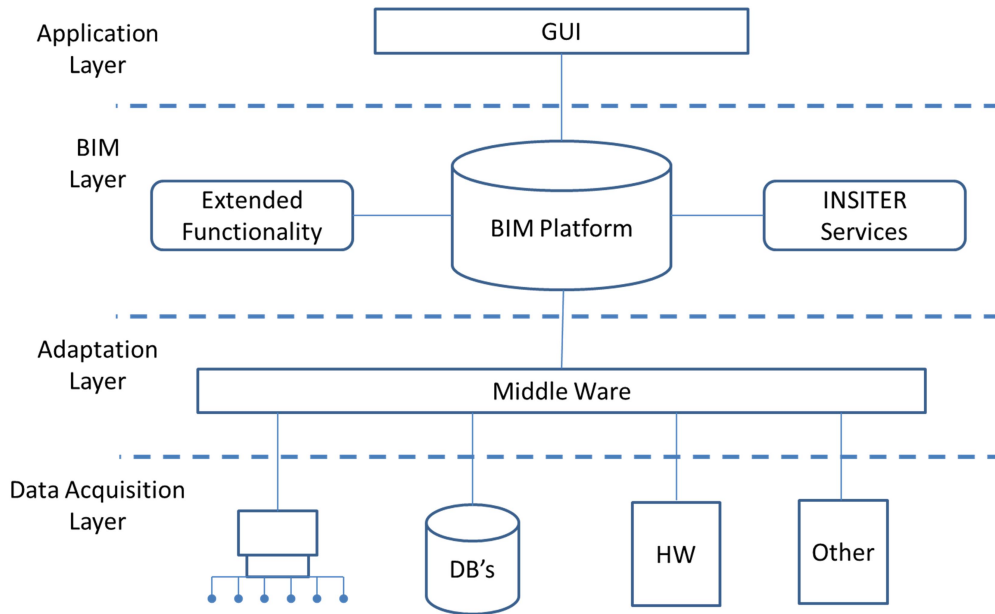 Application
Layer
GUI
BIM
Layer
Extended
Functionality
BIM Platform
INSITER
Services
Adaptation
Layer
Middle Ware
Data Acquisition
Layer
DB's
HW
Other